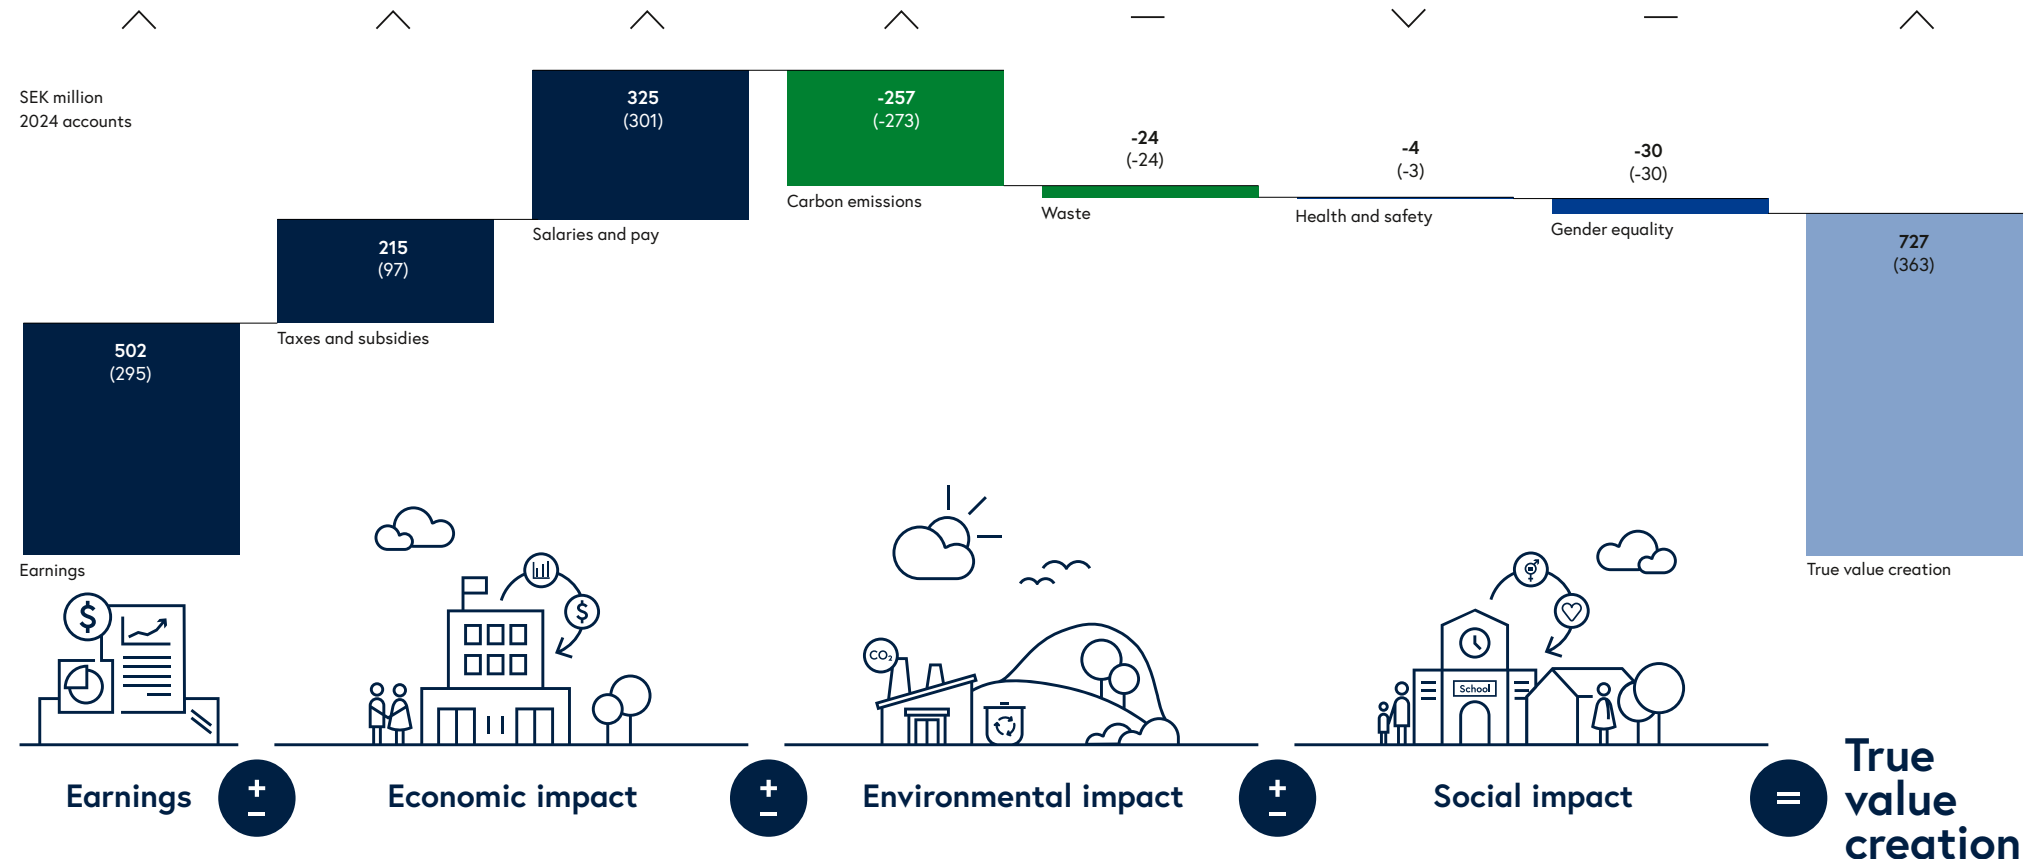 SEK million
2024 accounts
502
(295)
Earnings
215
(97)
Taxes and subsidies
325
(301)
Salaries and pay
-257
(-273)
Carbon emissions
-24
(-24)
Waste
-4
(-3)
Health and safety
-30
(-30)
Gender equality
727
(363)
True value creation
$
$
CO₂
School
Earnings
+
−
Economic impact
+
−
Environmental impact
+
−
Social impact
=
True
value
creation